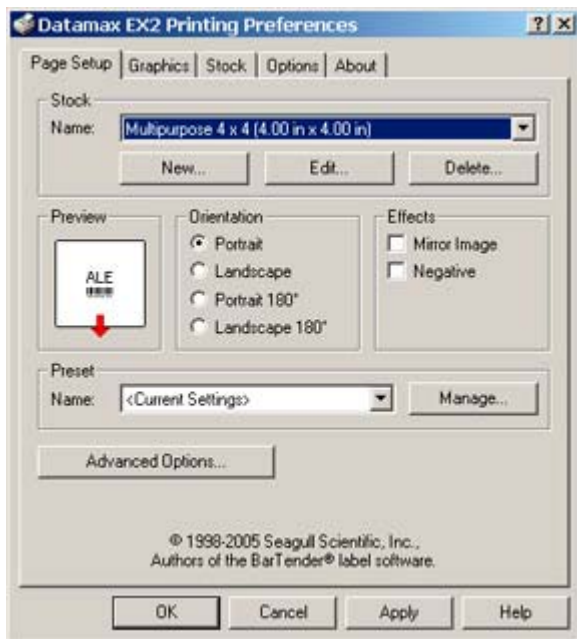 Datamax EX2 Printing Preferences
Page Setup Graphics Stock Options About
Stock
Name: Multipurpose 4 x 4 (4.00 in x 4.00 in)
New... Edit... Delete...
Preview Orientation Effects
Portrait Mirror Image
ALE Landscape Negative
Portrait 180°
Landscape 180°
Preset
Name: <Current Settings> Manage...
Advanced Options...
© 1998-2005 Seagull Scientific, Inc.,
Authors of the BarTender® label software.
OK Cancel Apply Help